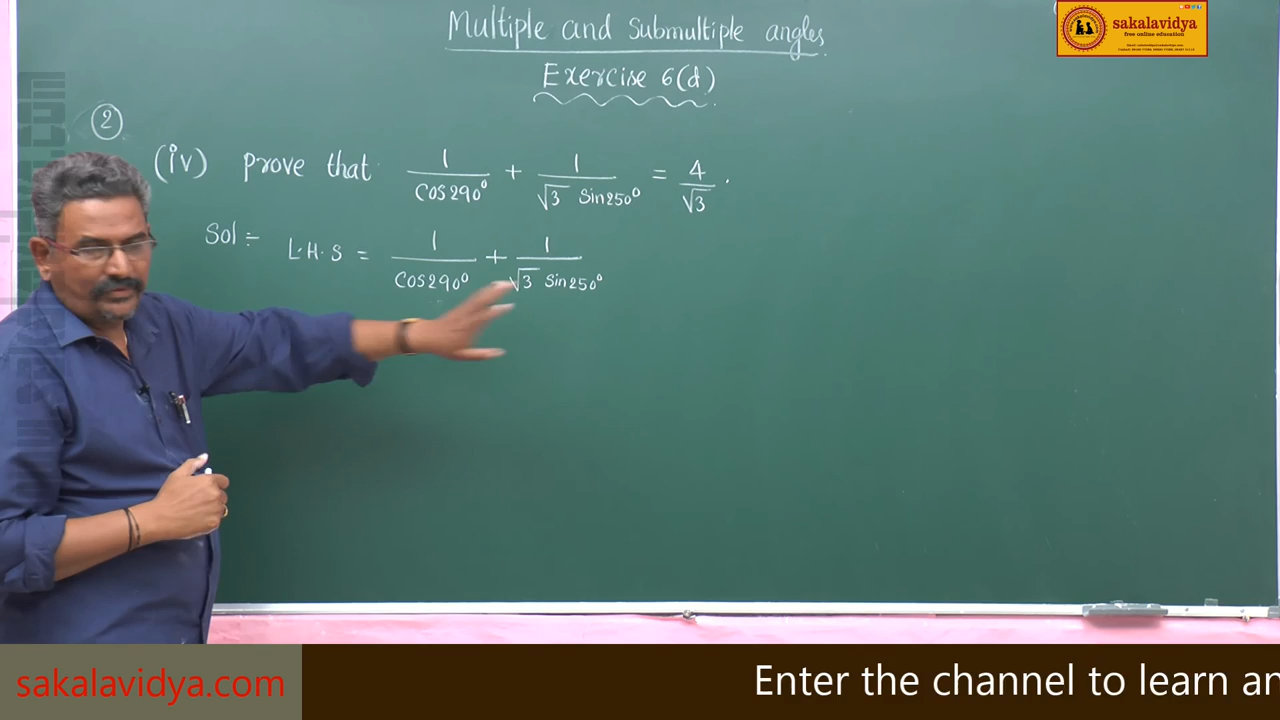 Multiple and Submultiple angles
Exercise 6(d)
sakalavidya
free online education
2
(iv) Prove that 1/Cos290° + 1/√3 Sin250° = 4/√3 .
Sol:- L.H.S = 1/Cos290° + 1/√3 Sin250°
sakalavidya.com
Enter the channel to learn an